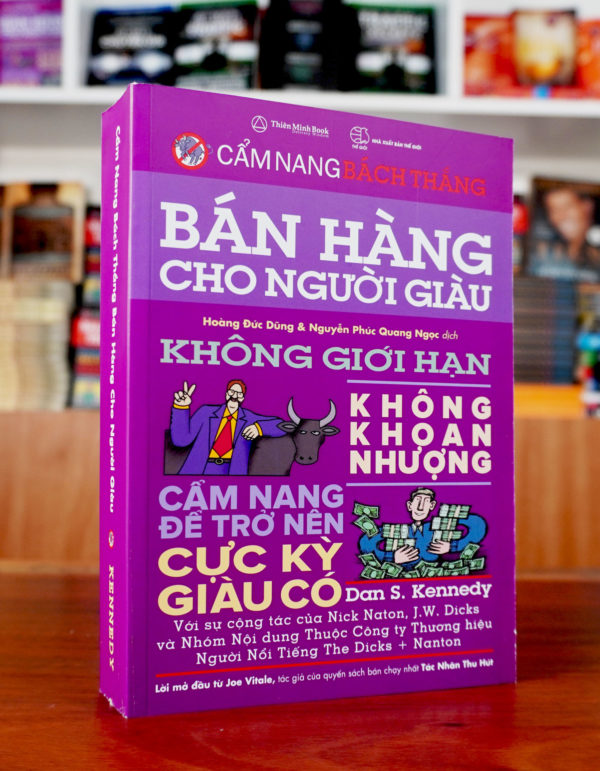 Thiên Minh Book
THẾ GIỚI
NHÀ XUẤT BẢN THẾ GIỚI
CẨM NANG BÁCH THẮNG
BÁN HÀNG
CHO NGƯỜI GIÀU
Hoàng Đức Dũng & Nguyễn Phúc Quang Ngọc dịch
KHÔNG GIỚI HẠN
KHÔNG
KHOAN
NHƯỢNG
CẨM NANG
ĐỂ TRỞ NÊN
CỰC KỲ
GIÀU CÓ
Dan S. Kennedy
Với sự cộng tác của Nick Naton, J.W. Dicks
và Nhóm Nội dung Thuộc Công ty Thương hiệu
Người Nổi Tiếng The Dicks + Nanton
Lời mở đầu từ Joe Vitale, tác giả của quyển sách bán chạy nhất Tác Nhân Thu Hút
Cẩm Nang Bách Thắng Bán Hàng Cho Người Giàu
KENNEDY